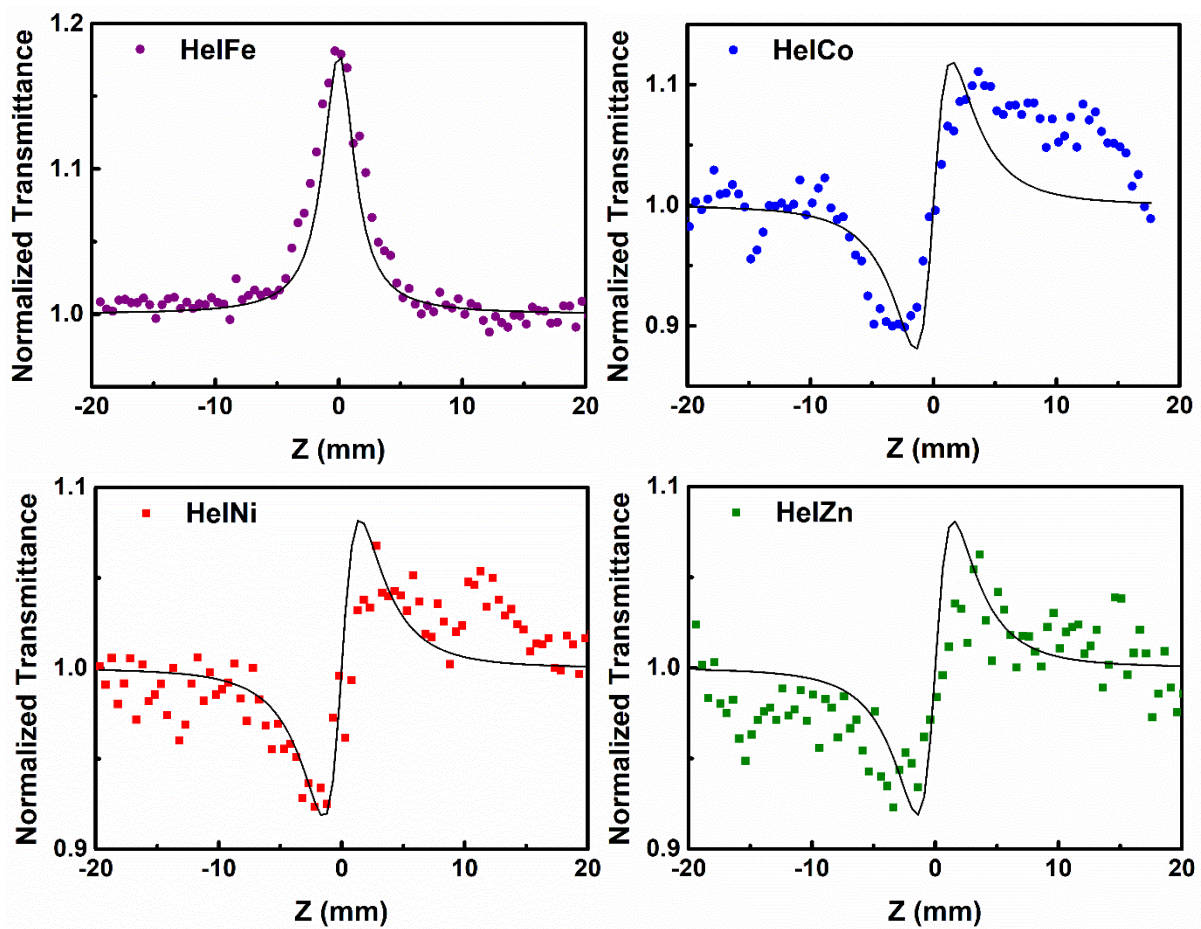 HelFe
Normalized Transmittance
1.2
1.1
1.0
-20 -10 0 10 20
Z (mm)
HelCo
Normalized Transmittance
1.1
1.0
0.9
-20 -10 0 10 20
Z (mm)
HelNi
Normalized Transmittance
1.1
1.0
0.9
-20 -10 0 10 20
Z (mm)
HelZn
Normalized Transmittance
1.1
1.0
0.9
-20 -10 0 10 20
Z (mm)